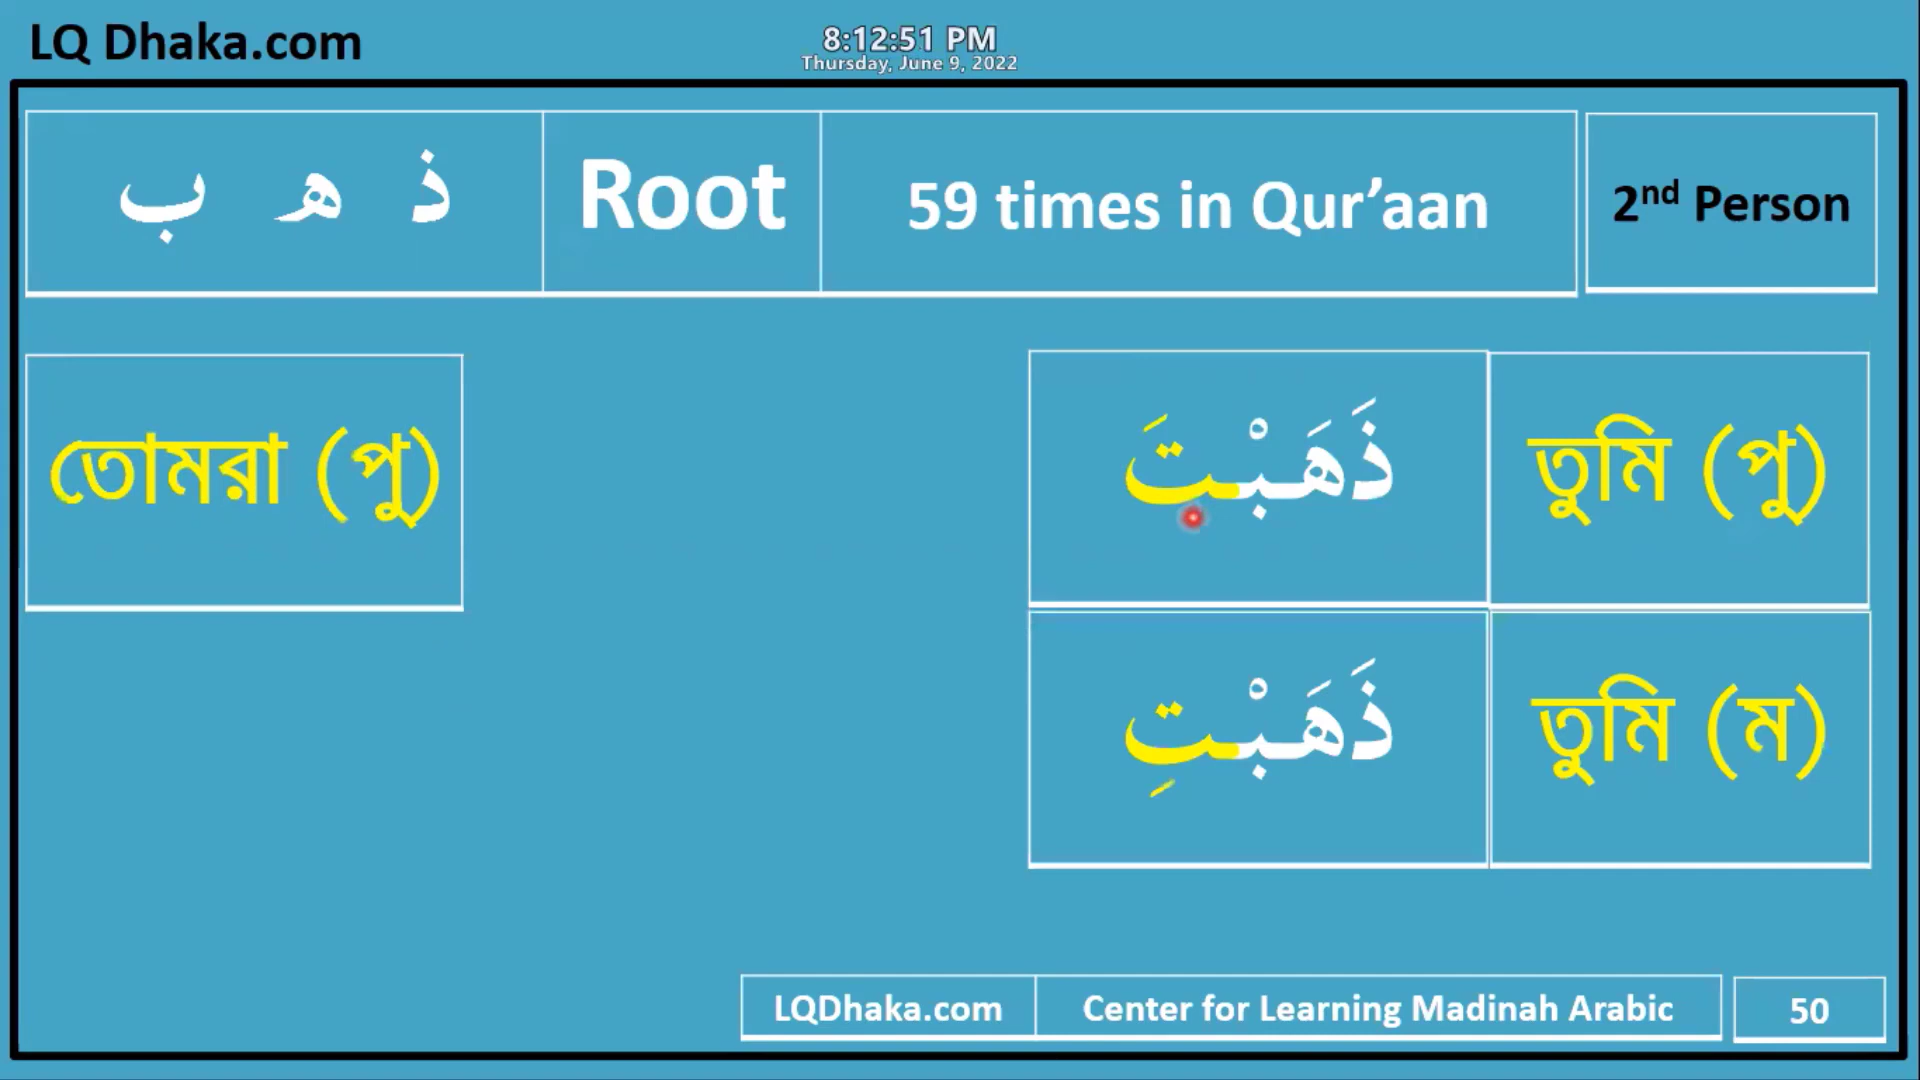 LQ Dhaka.com
8:12:51 PM
Thursday, June 9, 2022
ذ ه ب
Root
59 times in Qur’aan
2nd Person
তোমরা (পু)
ذَهَبْتَ
তুমি (পু)
ذَهَبْتِ
তুমি (ম)
LQDhaka.com
Center for Learning Madinah Arabic
50